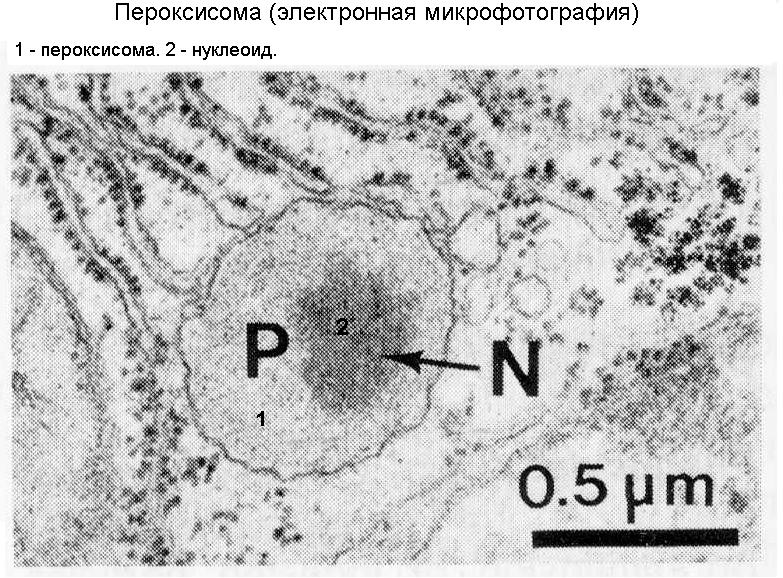 Пероксисома (электронная микрофотография)
1 - пероксисома. 2 - нуклеоид.
2
P
N
1
0.5 µm